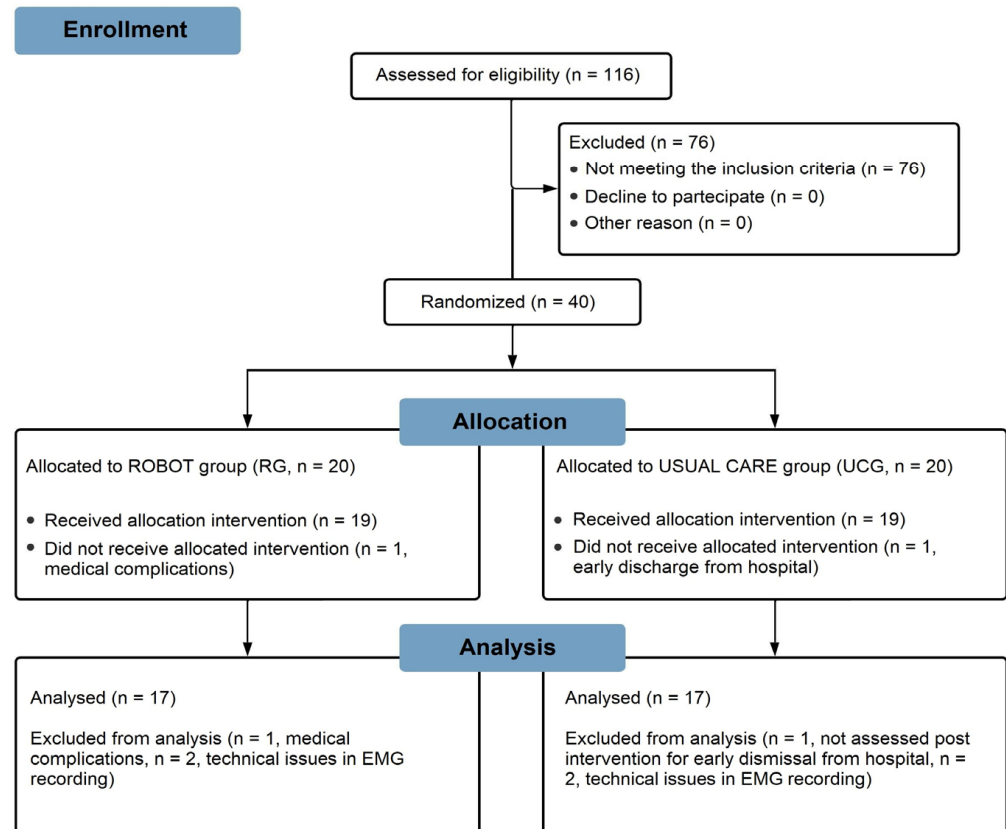 Enrollment
Assessed for eligibility (n = 116)
Excluded (n = 76)
• Not meeting the inclusion criteria (n = 76)
• Decline to partecipate (n = 0)
• Other reason (n = 0)
Randomized (n = 40)
Allocation
Allocated to ROBOT group (RG, n = 20)
• Received allocation intervention (n = 19)
• Did not receive allocated intervention (n = 1,
medical complications)
Allocated to USUAL CARE group (UCG, n = 20)
• Received allocation intervention (n = 19)
• Did not receive allocated intervention (n = 1,
early discharge from hospital)
Analysis
Analysed (n = 17)
Excluded from analysis (n = 1, medical
complications, n = 2, technical issues in EMG
recording)
Analysed (n = 17)
Excluded from analysis (n = 1, not assessed post
intervention for early dismissal from hospital, n =
2, technical issues in EMG recording)